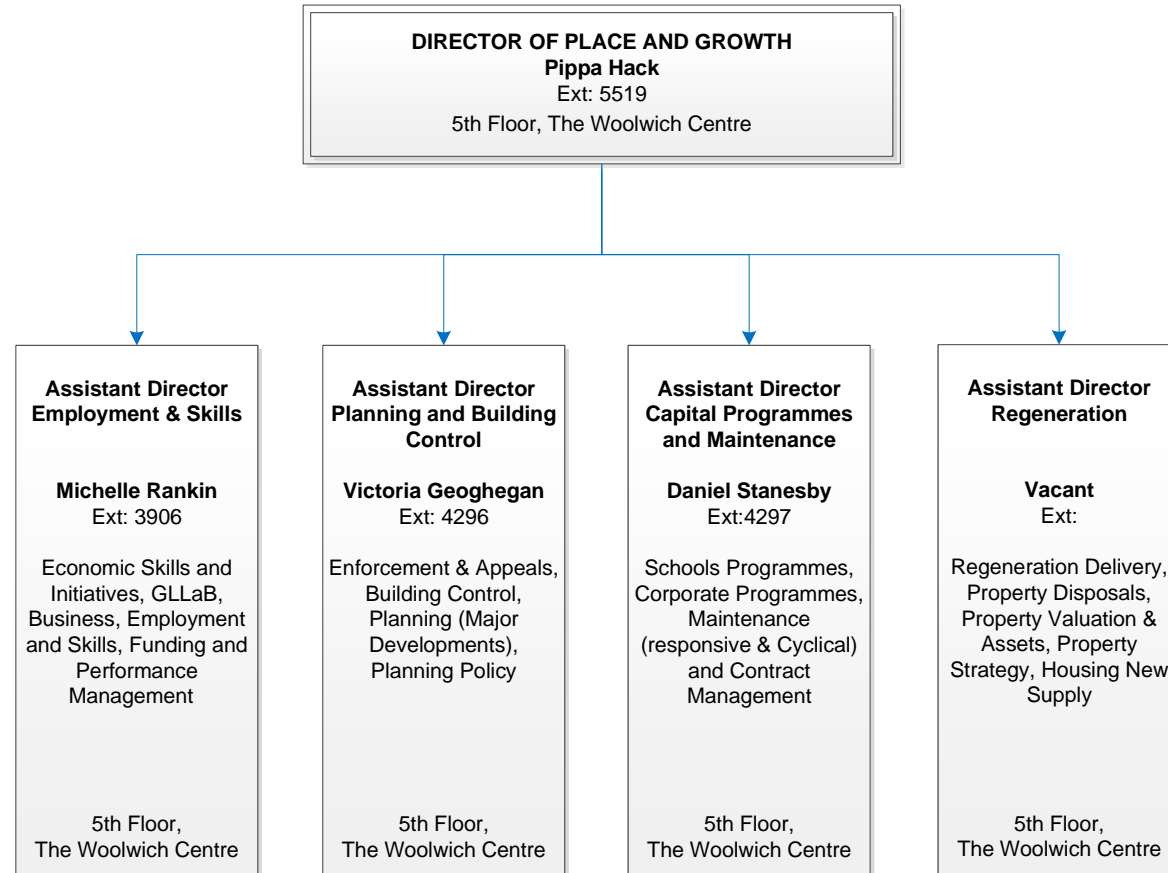 DIRECTOR OF PLACE AND GROWTH
Pippa Hack
Ext: 5519
5th Floor, The Woolwich Centre
Assistant Director
Employment & Skills
Michelle Rankin
Ext: 3906
Economic Skills and
Initiatives, GLLaB,
Business, Employment
and Skills, Funding and
Performance
Management
5th Floor,
The Woolwich Centre
Assistant Director
Planning and Building
Control
Victoria Geoghegan
Ext: 4296
Enforcement & Appeals,
Building Control,
Planning (Major
Developments),
Planning Policy
5th Floor,
The Woolwich Centre
Assistant Director
Capital Programmes
and Maintenance
Daniel Stanesby
Ext:4297
Schools Programmes,
Corporate Programmes,
Maintenance
(responsive & Cyclical)
and Contract
Management
5th Floor,
The Woolwich Centre
Assistant Director
Regeneration
Vacant
Ext:
Regeneration Delivery,
Property Disposals,
Property Valuation &
Assets, Property
Strategy, Housing New
Supply
5th Floor,
The Woolwich Centre